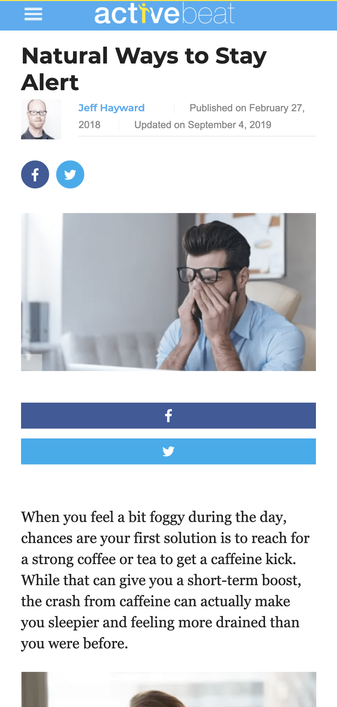 activebeat
Natural Ways to Stay
Alert
Jeff Hayward
Published on February 27,
2018
Updated on September 4, 2019
When you feel a bit foggy during the day,
chances are your first solution is to reach for
a strong coffee or tea to get a caffeine kick.
While that can give you a short-term boost,
the crash from caffeine can actually make
you sleepier and feeling more drained than
you were before.